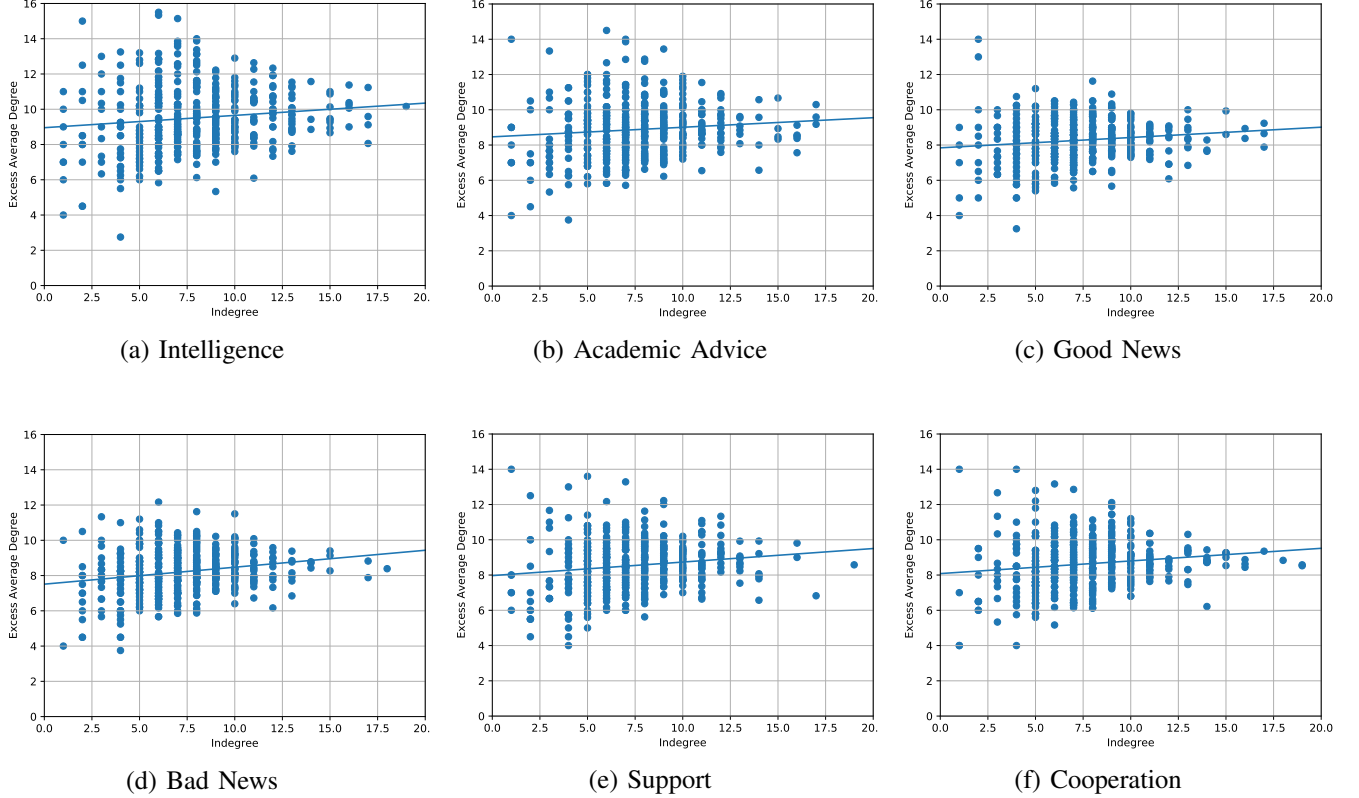 16
14
12
10
8
6
4
2
0
Excess Average Degree
0.0 2.5 5.0 7.5 10.0 12.5 15.0 17.5 20.
Indegree
(a) Intelligence
16
14
12
10
8
6
4
2
0
Excess Average Degree
0.0 2.5 5.0 7.5 10.0 12.5 15.0 17.5 20.
Indegree
(b) Academic Advice
16
14
12
10
8
6
4
2
0
Excess Average Degree
0.0 2.5 5.0 7.5 10.0 12.5 15.0 17.5 20.0
Indegree
(c) Good News
16
14
12
10
8
6
4
2
0
Excess Average Degree
0.0 2.5 5.0 7.5 10.0 12.5 15.0 17.5 20.
Indegree
(d) Bad News
16
14
12
10
8
6
4
2
0
Excess Average Degree
0.0 2.5 5.0 7.5 10.0 12.5 15.0 17.5 20.
Indegree
(e) Support
16
14
12
10
8
6
4
2
0
Excess Average Degree
0.0 2.5 5.0 7.5 10.0 12.5 15.0 17.5 20.0
Indegree
(f) Cooperation